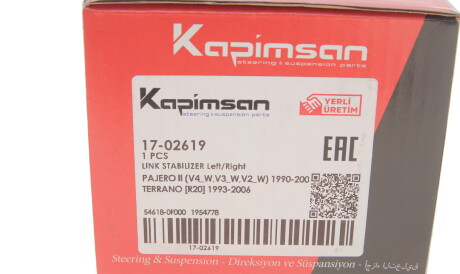 Kapimsan
steering & suspension parts
Kapimsan
steering & suspension parts
YERLİ
ÜRETİM
17-02619
1 PCS
LINK STABILIZER Left/Right
EAC
PAJERO II (V4_W,V3_W,V2_W) 1990-200
TERRANO [R20] 1993-2006
54618-0F000 195477B
17-02619
Steering & Suspension - Direksiyon ve Süspansiyon -